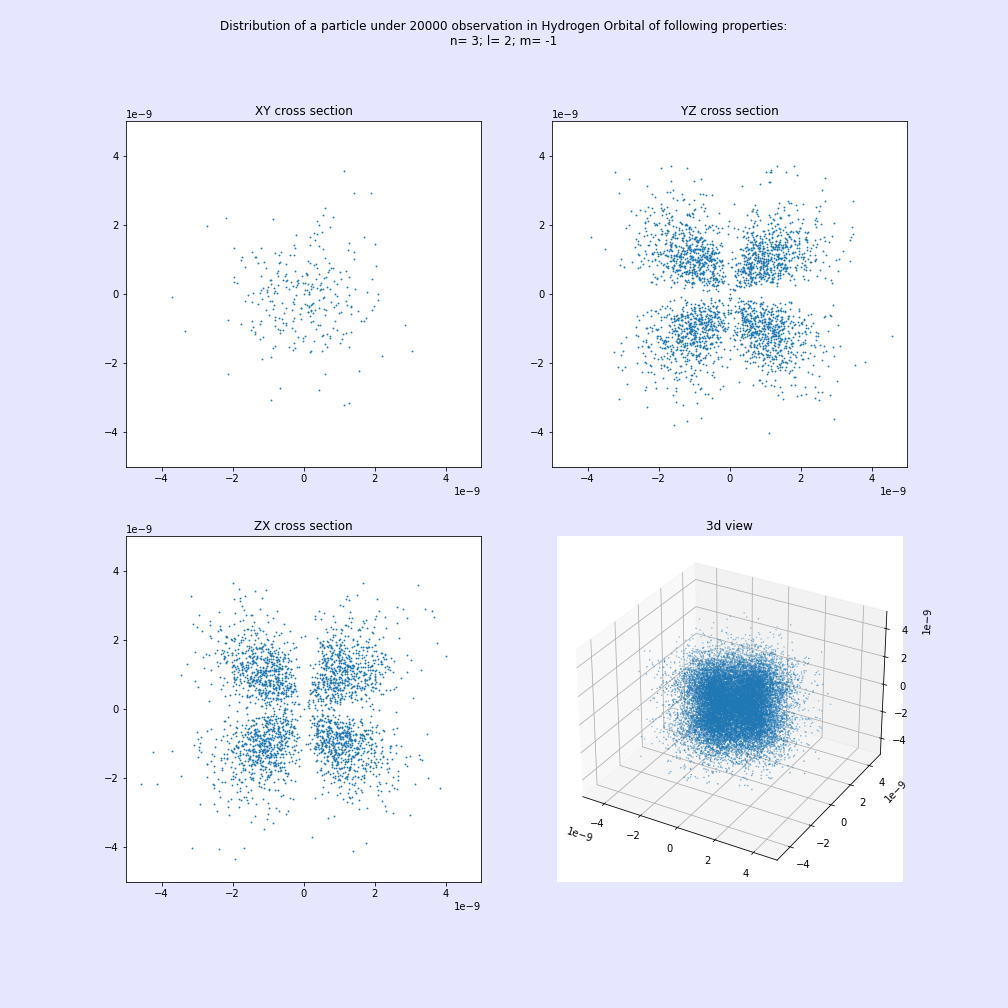 Distribution of a particle under 20000 observation in Hydrogen Orbital of following properties:
n= 3; l= 2; m= -1
XY cross section
1e−9
4
2
0
−2
−4
−4 −2 0 2 4
1e−9
YZ cross section
1e−9
4
2
0
−2
−4
−4 −2 0 2 4
1e−9
ZX cross section
1e−9
4
2
0
−2
−4
−4 −2 0 2 4
1e−9
3d view
1e−9
4
2
0
−2
−4
4
2
0
−2
−4
1e−9
−4
−2
0
2
4
1e−9